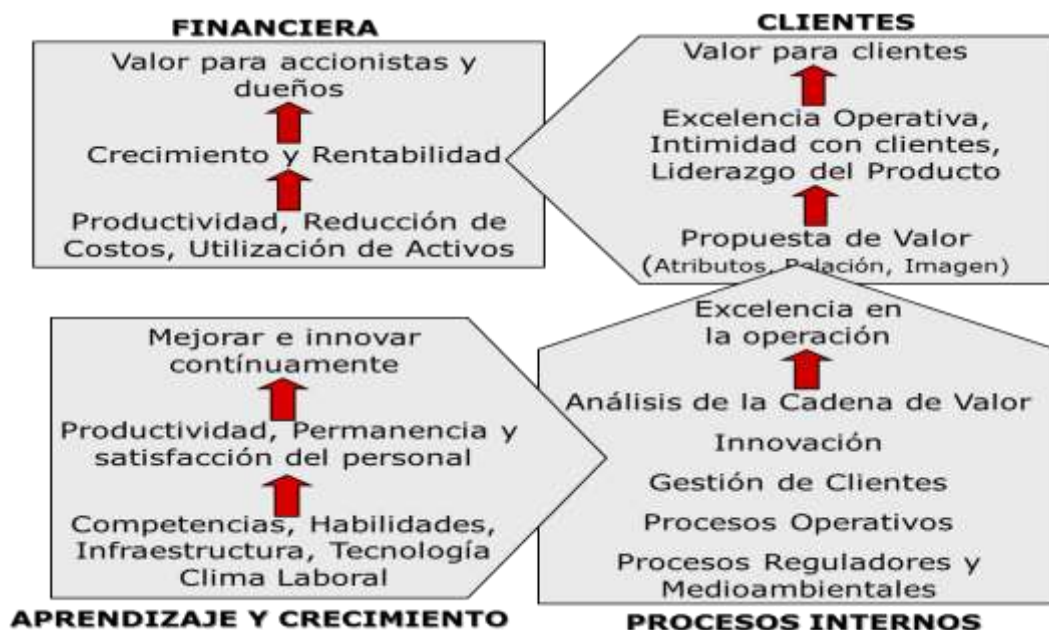 FINANCIERA
Valor para accionistas y
dueños
Crecimiento y Rentabilidad
Productividad, Reducción de
Costos, Utilización de Activos
CLIENTES
Valor para clientes
Excelencia Operativa,
Intimidad con clientes,
Liderazgo del Producto
Propuesta de Valor
(Atributos, Relación, Imagen)
Mejorar e innovar
contínuamente
Productividad, Permanencia y
satisfacción del personal
Competencias, Habilidades,
Infraestructura, Tecnología
Clima Laboral
APRENDIZAJE Y CRECIMIENTO
Excelencia en
la operación
Análisis de la Cadena de Valor
Innovación
Gestión de Clientes
Procesos Operativos
Procesos Reguladores y
Medioambientales
PROCESOS INTERNOS